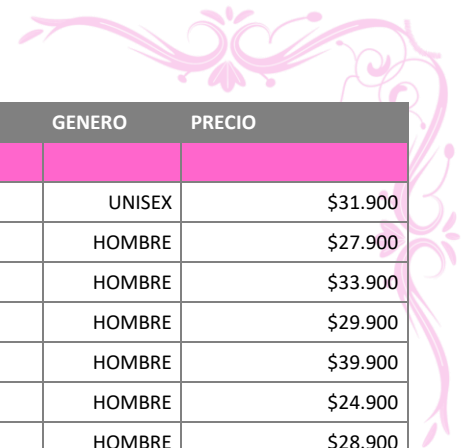 GENERO PRECIO
UNISEX $31.900
HOMBRE $27.900
HOMBRE $33.900
HOMBRE $29.900
HOMBRE $39.900
HOMBRE $24.900
HOMBRE $28.900